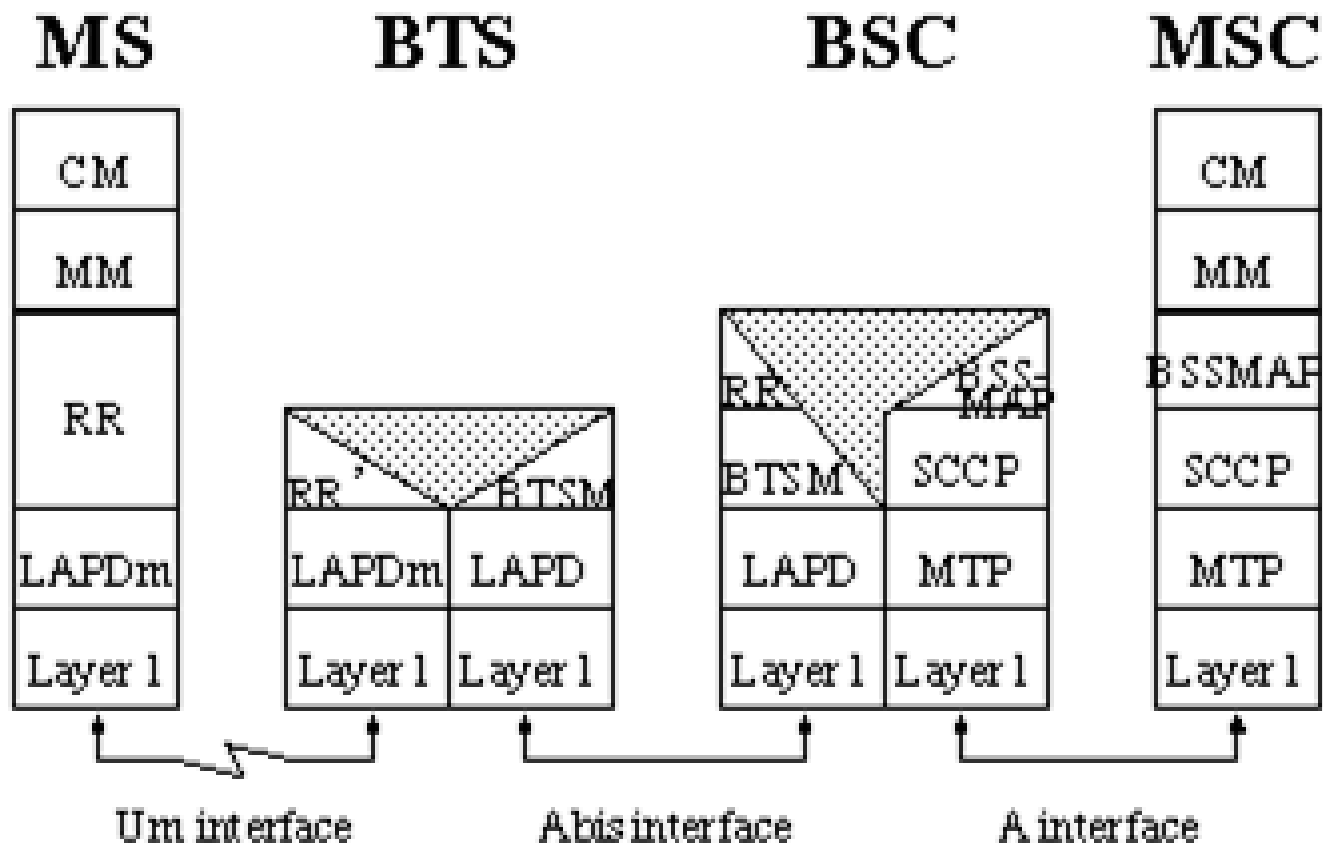 MS BTS BSC MSC
CM CM
MM MM
RR RR BSS-
MAP BSSMAP
RR' BTSM BTSM SCCP SCCP
LAPDm LAPDm LAPD LAPD MTP MTP
Layer 1 Layer 1 Layer 1 Layer 1 Layer 1 Layer 1
Um interface Abis interface A interface